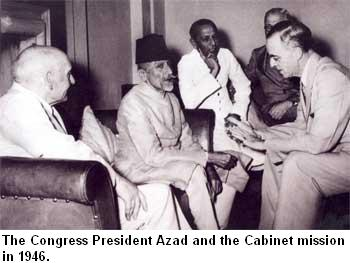 The Congress President Azad and the Cabinet mission
in 1946.